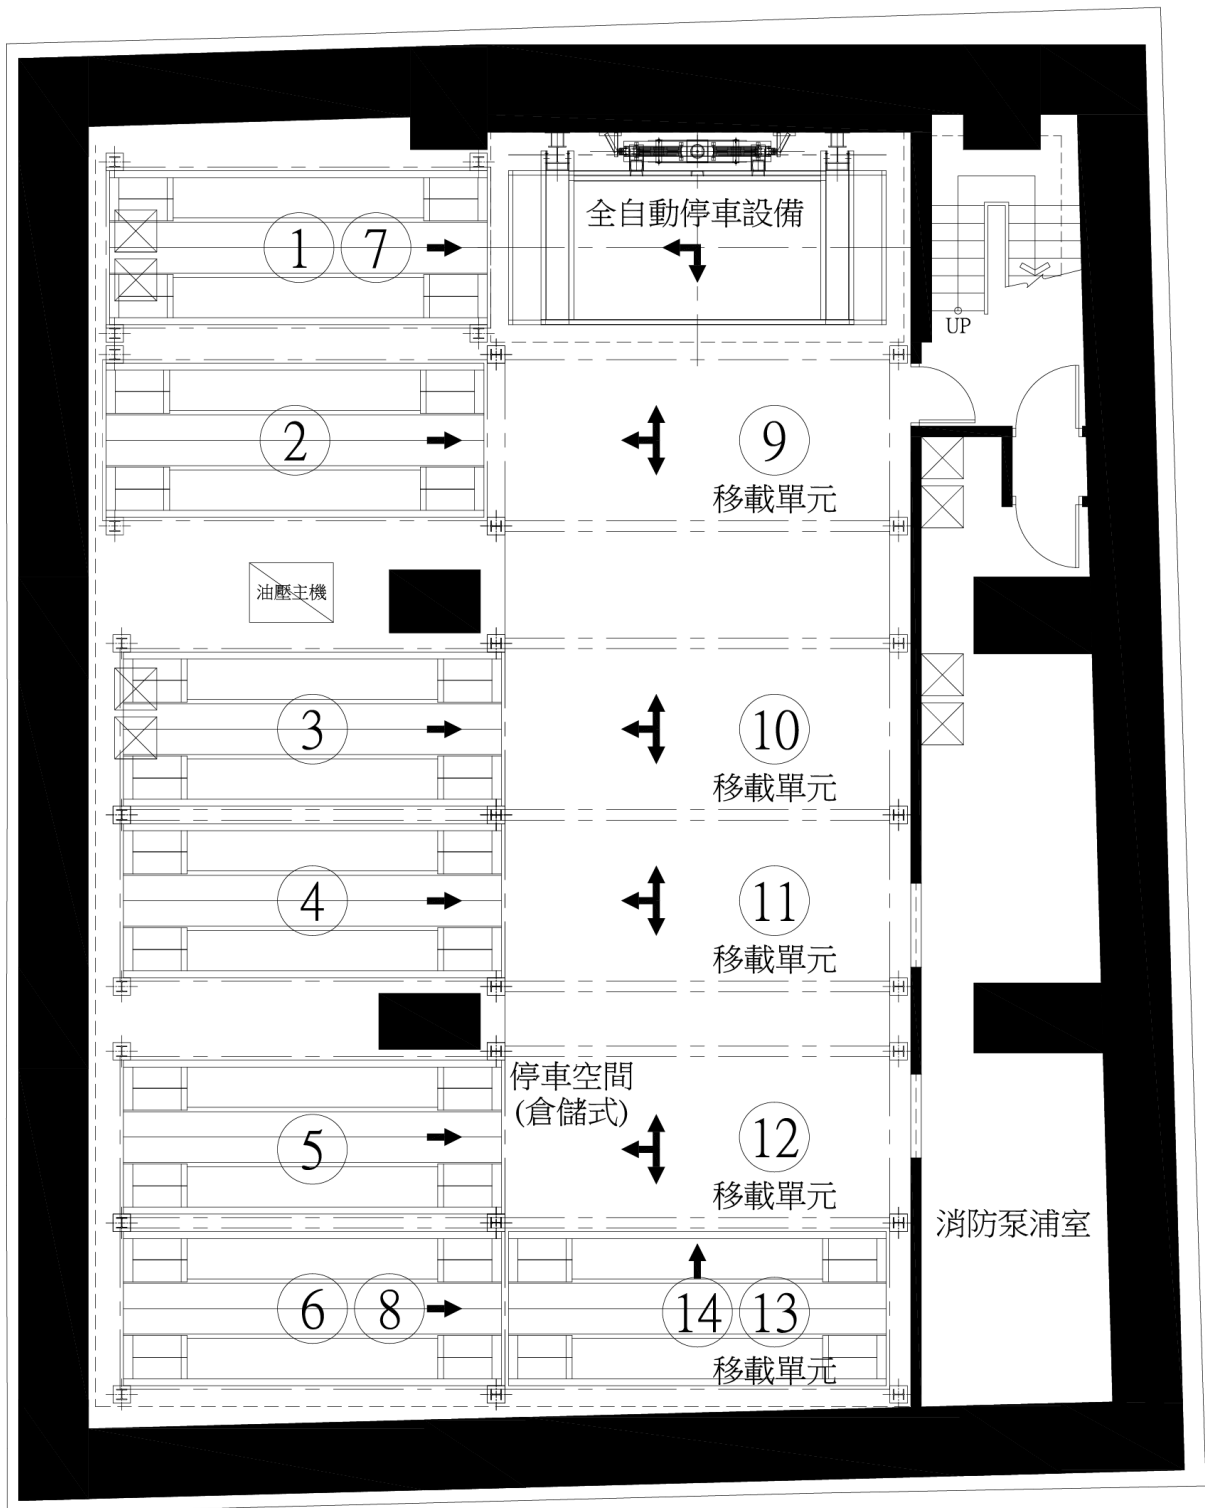 全自動停車設備
① ⑦
UP
②
⑨
移載單元
油壓主機
③
⑩
移載單元
④
⑪
移載單元
停車空間
(倉儲式)
⑤
⑫
移載單元
消防泵浦室
⑥ ⑧
⑭ ⑬
移載單元